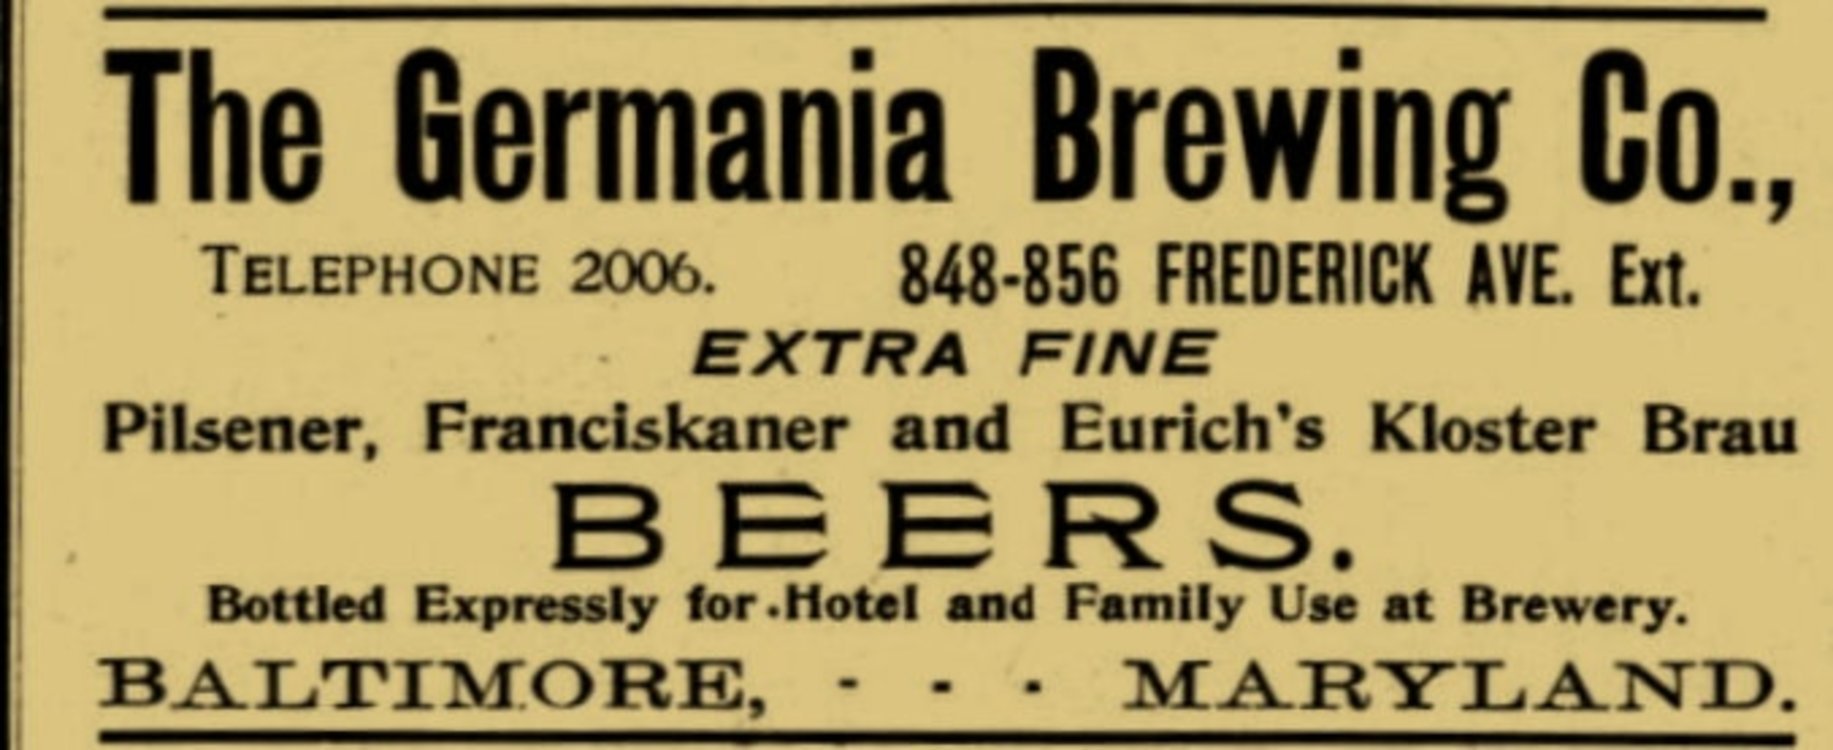 The Germania Brewing Co.,
TELEPHONE 2006. 848-856 FREDERICK AVE. Ext.
EXTRA FINE
Pilsener, Franciskaner and Eurich's Kloster Brau
BEERS.
Bottled Expressly for Hotel and Family Use at Brewery.
BALTIMORE, - - - MARYLAND.